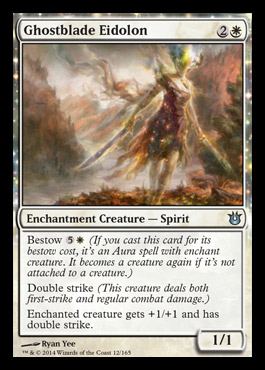 Ghostblade Eidolon 2
Enchantment Creature — Spirit
Bestow 5 (If you cast this card for its
bestow cost, it's an Aura spell with enchant
creature. It becomes a creature again if it's not
attached to a creature.)
Double strike (This creature deals both
first-strike and regular combat damage.)
Enchanted creature gets +1/+1 and has
double strike.
1/1
Ryan Yee
™ & © 2014 Wizards of the Coast 12/165